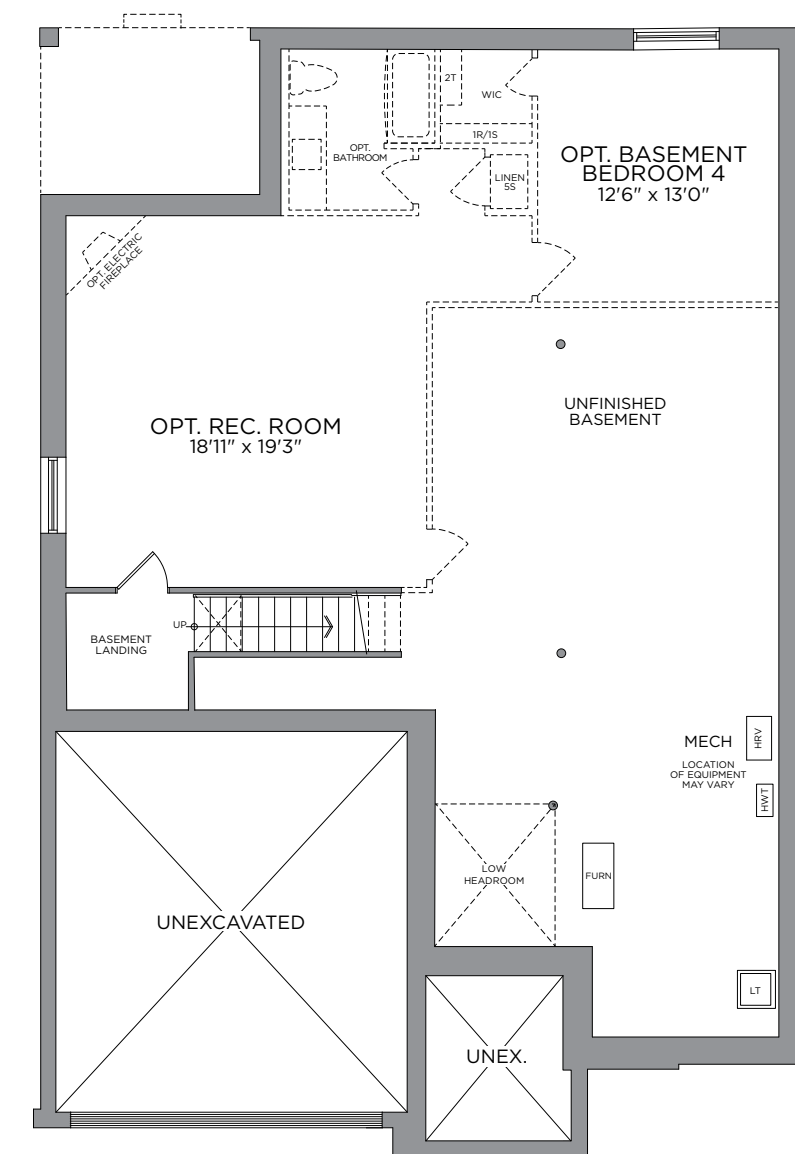 2T
WIC
1R/1S
OPT.
BATHROOM
LINEN
5S
OPT. BASEMENT
BEDROOM 4
12'6" x 13'0"
OPT. ELECTRIC
FIREPLACE
UNFINISHED
BASEMENT
OPT. REC. ROOM
18'11" x 19'3"
UP
BASEMENT
LANDING
MECH
LOCATION
OF EQUIPMENT
MAY VARY
HRV
HWT
LOW
HEADROOM
FURN
UNEXCAVATED
LT
UNEX.